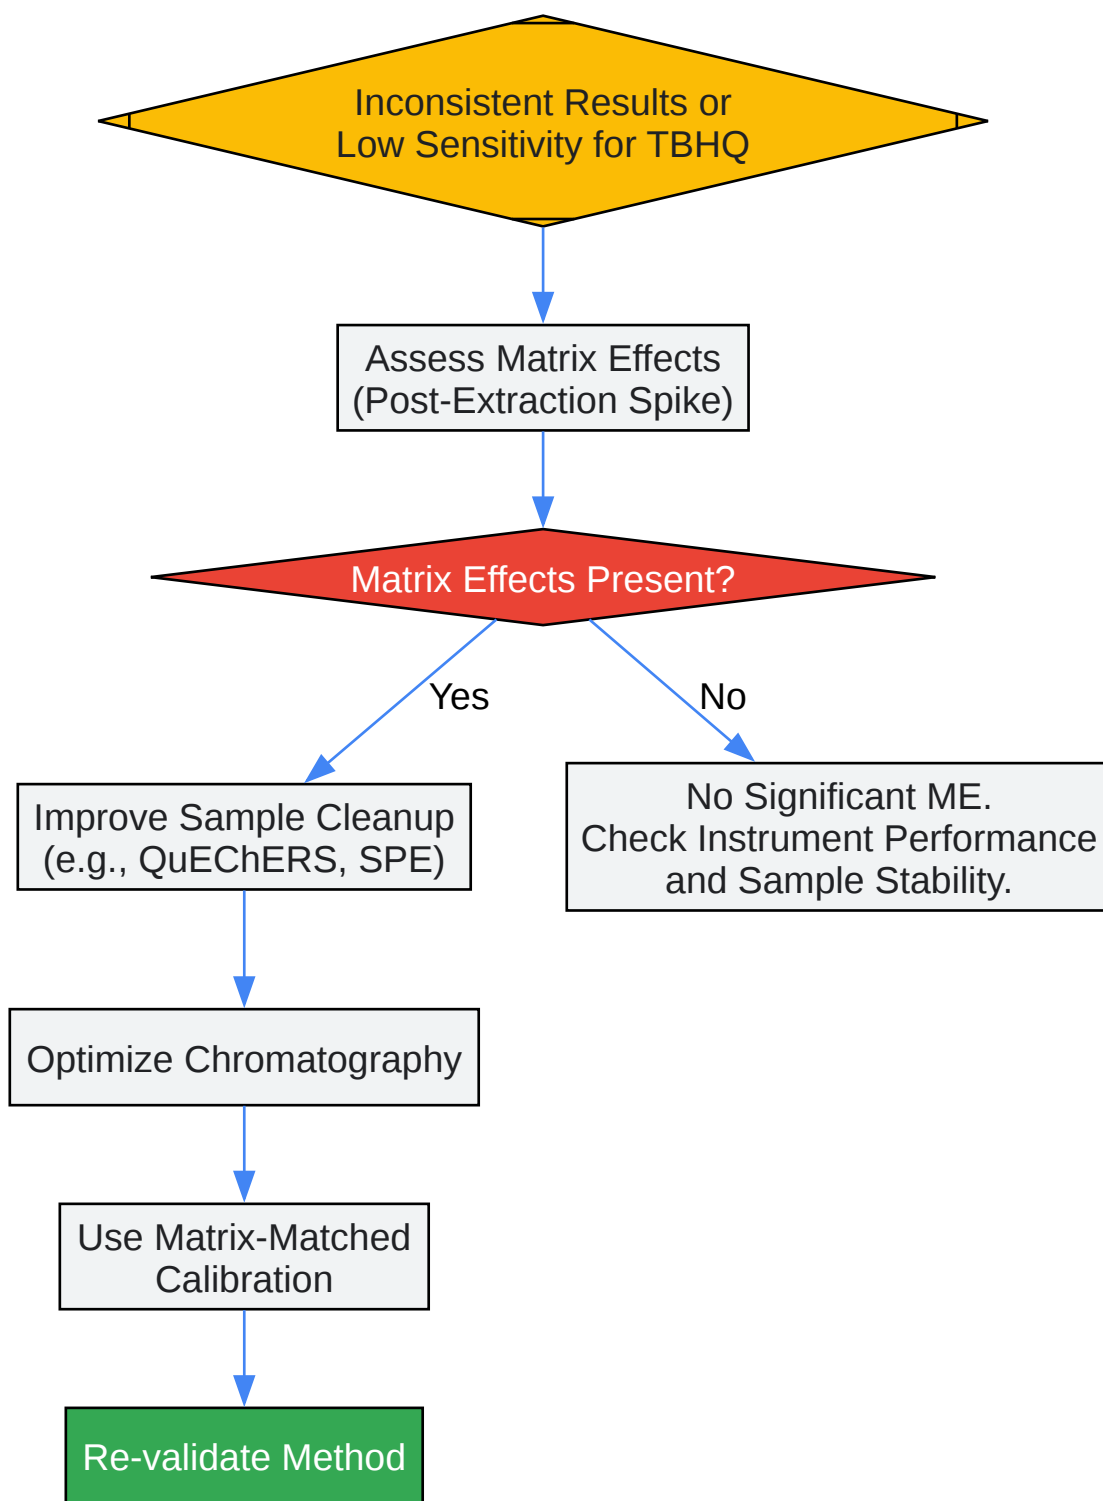 Inconsistent Results or
Low Sensitivity for TBHQ
Assess Matrix Effects
(Post-Extraction Spike)
Matrix Effects Present?
Yes
No
Improve Sample Cleanup
(e.g., QuEChERS, SPE)
No Significant ME.
Check Instrument Performance
and Sample Stability.
Optimize Chromatography
Use Matrix-Matched
Calibration
Re-validate Method